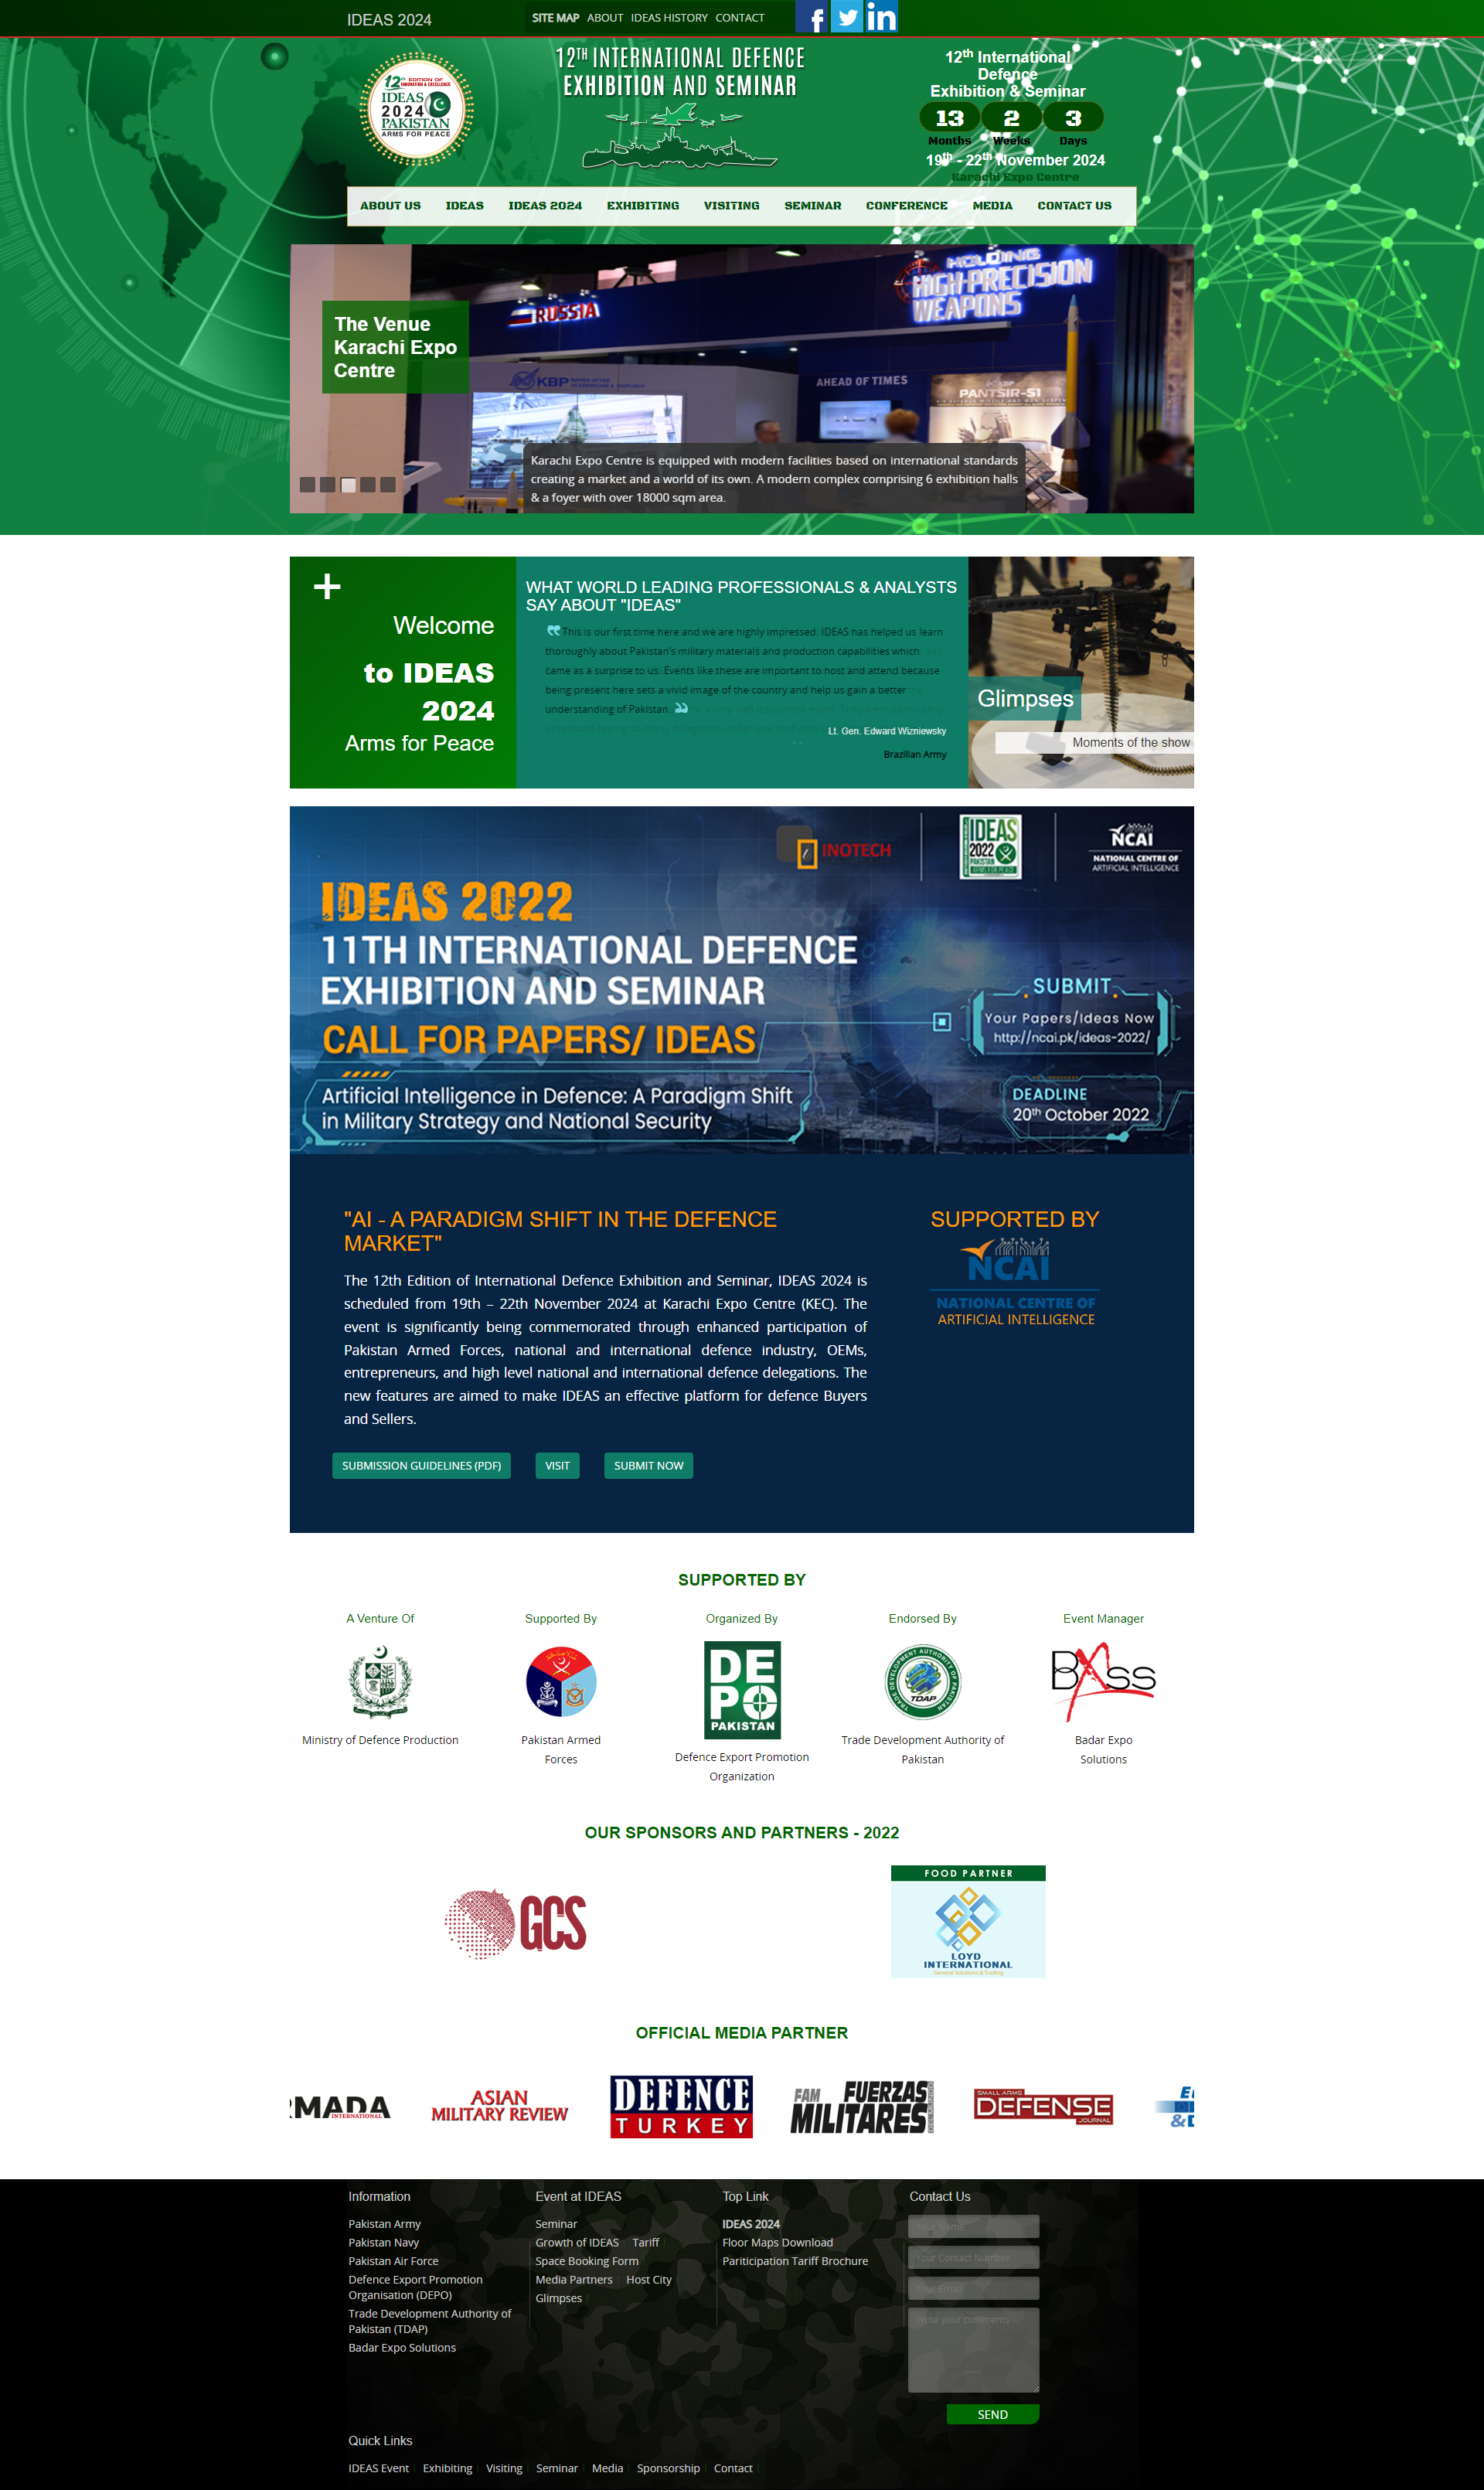 IDEAS 2024
SITE MAP ABOUT IDEAS HISTORY CONTACT
12th EDITION OF
INNOVATION & EXCELLENCE
IDEAS
2024
PAKISTAN
ARMS FOR PEACE
12TH INTERNATIONAL DEFENCE
EXHIBITION AND SEMINAR
12th International
Defence
Exhibition & Seminar
13 2 3
Months Weeks Days
19th - 22th November 2024
Karachi Expo Centre
ABOUT US IDEAS IDEAS 2024 EXHIBITING VISITING SEMINAR CONFERENCE MEDIA CONTACT US
HOLDING
HIGH-PRECISION
WEAPONS
RUSSIA
The Venue
Karachi Expo
Centre
KBP
AHEAD OF TIMES
KBP
PANTSIR-S1
Karachi Expo Centre is equipped with modern facilities based on international standards
creating a market and a world of its own. A modern complex comprising 6 exhibition halls
& a foyer with over 18000 sqm area.
+
Welcome
to IDEAS
2024
Arms for Peace
WHAT WORLD LEADING PROFESSIONALS & ANALYSTS
SAY ABOUT "IDEAS"
This is our first time here and we are highly impressed. IDEAS has helped us learn
thoroughly about Pakistan's military materials and production capabilities which
came as a surprise to us. Events like these are important to host and attend because
being present here sets a vivid image of the country and help us gain a better
understanding of Pakistan.
Lt. Gen. Edward Wizniewsky
Brazilian Army
Glimpses
Moments of the show
INOTECH
IDEAS
2022
PAKISTAN
NCAI
NATIONAL CENTRE OF
ARTIFICIAL INTELLIGENCE
IDEAS 2022
11TH INTERNATIONAL DEFENCE
EXHIBITION AND SEMINAR
CALL FOR PAPERS/ IDEAS
Artificial Intelligence in Defence: A Paradigm Shift
in Military Strategy and National Security
SUBMIT
Your Papers/Ideas Now
http://ncai.pk/ideas-2022/
DEADLINE
20th October 2022
"AI - A PARADIGM SHIFT IN THE DEFENCE
MARKET"
The 12th Edition of International Defence Exhibition and Seminar, IDEAS 2024 is
scheduled from 19th – 22th November 2024 at Karachi Expo Centre (KEC). The
event is significantly being commemorated through enhanced participation of
Pakistan Armed Forces, national and international defence industry, OEMs,
entrepreneurs, and high level national and international defence delegations. The
new features are aimed to make IDEAS an effective platform for defence Buyers
and Sellers.
SUPPORTED BY
NCAI
NATIONAL CENTRE OF
ARTIFICIAL INTELLIGENCE
SUBMISSION GUIDELINES (PDF) VISIT SUBMIT NOW
SUPPORTED BY
A Venture Of
Ministry of Defence Production
Supported By
Pakistan Armed
Forces
Organized By
DE
PO
PAKISTAN
Defence Export Promotion
Organization
Endorsed By
TRADE DEVELOPMENT AUTHORITY OF PAKISTAN
TDAP
Trade Development Authority of
Pakistan
Event Manager
BXSS
Badar Expo
Solutions
OUR SPONSORS AND PARTNERS - 2022
GCS
FOOD PARTNER
LOYD
INTERNATIONAL
General Solutions & Trading
OFFICIAL MEDIA PARTNER
RMADA
INTERNATIONAL
ASIAN
MILITARY REVIEW
DEFENCE
TURKEY
FAM FUERZAS
MILITARES
DEL MUNDO
SMALL ARMS
DEFENSE
JOURNAL
Information
Pakistan Army
Pakistan Navy
Pakistan Air Force
Defence Export Promotion
Organisation (DEPO)
Trade Development Authority of
Pakistan (TDAP)
Badar Expo Solutions
Event at IDEAS
Seminar
Growth of IDEAS Tariff
Space Booking Form
Media Partners Host City
Glimpses
Top Link
IDEAS 2024
Floor Maps Download
Pariticipation Tariff Brochure
Contact Us
Your Name
Your Contact Number
Your Email
Write your comments
SEND
Quick Links
IDEAS Event Exhibiting Visiting Seminar Media Sponsorship Contact